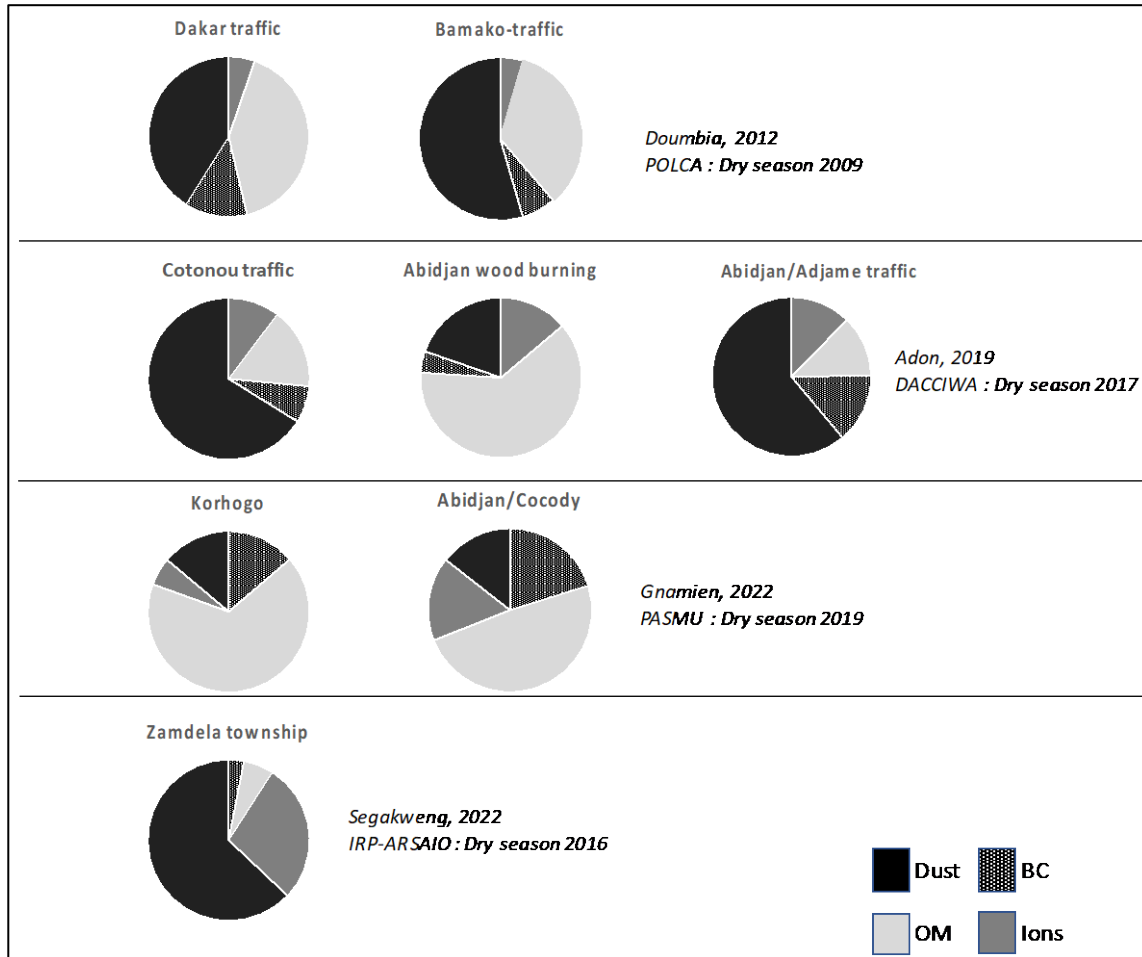 Dakar traffic
Bamako-traffic
Doumbia, 2012
POLCA : Dry season 2009
Cotonou traffic
Abidjan wood burning
Abidjan/Adjame traffic
Adon, 2019
DACCIWA : Dry season 2017
Korhogo
Abidjan/Cocody
Gnamien, 2022
PASMU : Dry season 2019
Zamdela township
Segakweng, 2022
IRP-ARSAIO : Dry season 2016
Dust
BC
OM
Ions